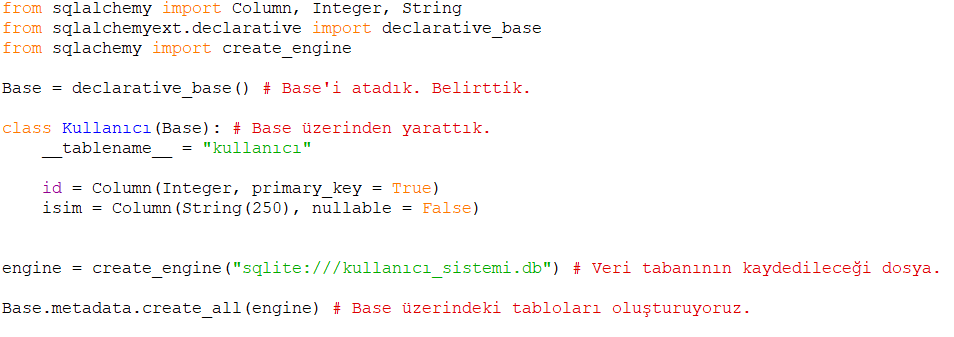 from sqlalchemy import Column, Integer, String
from sqlalchemyext.declarative import declarative_base
from sqlachemy import create_engine
Base = declarative_base() # Base'i atadık. Belirttik.
class Kullanıcı(Base): # Base üzerinden yarattık.
    __tablename__ = "kullanıcı"
    id = Column(Integer, primary_key = True)
    isim = Column(String(250), nullable = False)
engine = create_engine("sqlite:///kullanıcı_sistemi.db") # Veri tabanının kaydedileceği dosya.
Base.metadata.create_all(engine) # Base üzerindeki tabloları oluşturuyoruz.